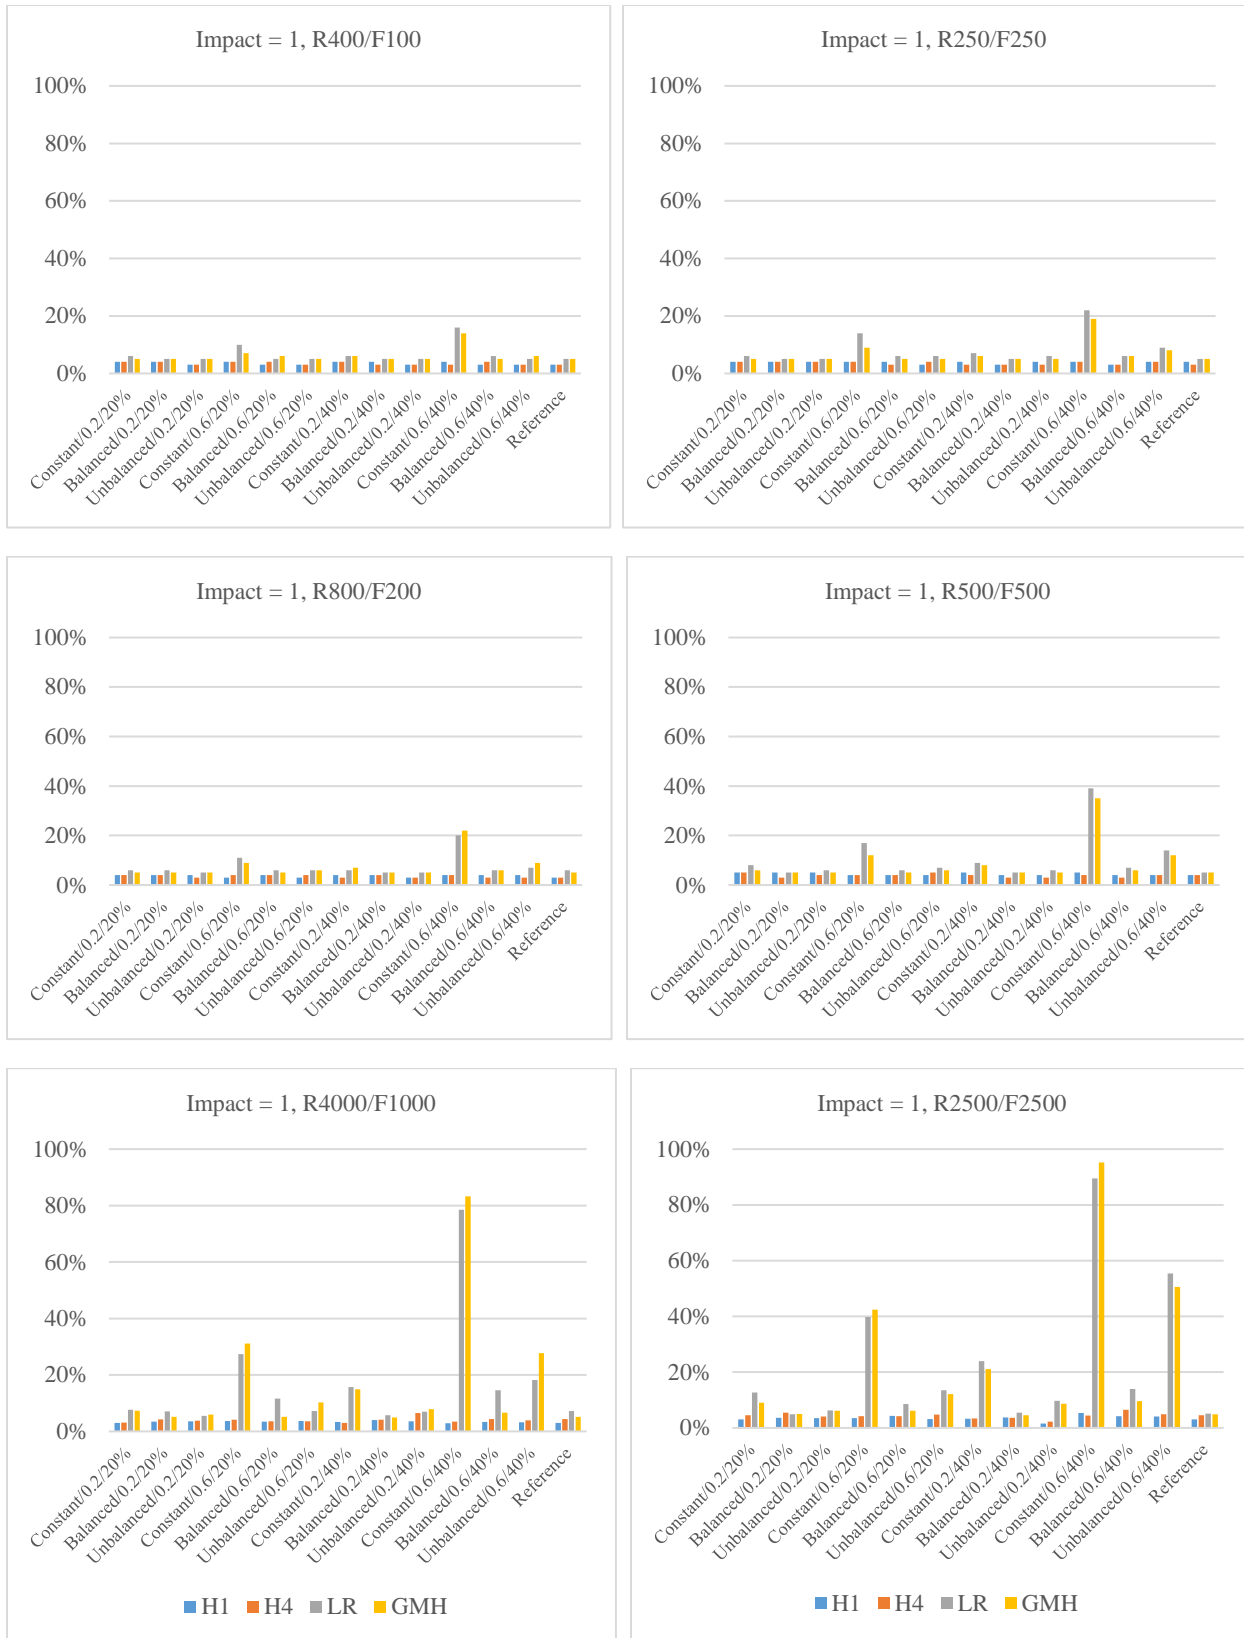 Impact = 1, R400/F100
100%
80%
60%
40%
20%
0%
Constant/0.2/20%
Balanced/0.2/20%
Unbalanced/0.2/20%
Constant/0.6/20%
Balanced/0.6/20%
Unbalanced/0.6/20%
Constant/0.2/40%
Balanced/0.2/40%
Unbalanced/0.2/40%
Constant/0.6/40%
Balanced/0.6/40%
Unbalanced/0.6/40%
Reference
Impact = 1, R250/F250
100%
80%
60%
40%
20%
0%
Constant/0.2/20%
Balanced/0.2/20%
Unbalanced/0.2/20%
Constant/0.6/20%
Balanced/0.6/20%
Unbalanced/0.6/20%
Constant/0.2/40%
Balanced/0.2/40%
Unbalanced/0.2/40%
Constant/0.6/40%
Balanced/0.6/40%
Unbalanced/0.6/40%
Reference
Impact = 1, R800/F200
100%
80%
60%
40%
20%
0%
Constant/0.2/20%
Balanced/0.2/20%
Unbalanced/0.2/20%
Constant/0.6/20%
Balanced/0.6/20%
Unbalanced/0.6/20%
Constant/0.2/40%
Balanced/0.2/40%
Unbalanced/0.2/40%
Constant/0.6/40%
Balanced/0.6/40%
Unbalanced/0.6/40%
Reference
Impact = 1, R500/F500
100%
80%
60%
40%
20%
0%
Constant/0.2/20%
Balanced/0.2/20%
Unbalanced/0.2/20%
Constant/0.6/20%
Balanced/0.6/20%
Unbalanced/0.6/20%
Constant/0.2/40%
Balanced/0.2/40%
Unbalanced/0.2/40%
Constant/0.6/40%
Balanced/0.6/40%
Unbalanced/0.6/40%
Reference
Impact = 1, R4000/F1000
100%
80%
60%
40%
20%
0%
Constant/0.2/20%
Balanced/0.2/20%
Unbalanced/0.2/20%
Constant/0.6/20%
Balanced/0.6/20%
Unbalanced/0.6/20%
Constant/0.2/40%
Balanced/0.2/40%
Unbalanced/0.2/40%
Constant/0.6/40%
Balanced/0.6/40%
Unbalanced/0.6/40%
Reference
H1 H4 LR GMH
Impact = 1, R2500/F2500
100%
80%
60%
40%
20%
0%
Constant/0.2/20%
Balanced/0.2/20%
Unbalanced/0.2/20%
Constant/0.6/20%
Balanced/0.6/20%
Unbalanced/0.6/20%
Constant/0.2/40%
Balanced/0.2/40%
Unbalanced/0.2/40%
Constant/0.6/40%
Balanced/0.6/40%
Unbalanced/0.6/40%
Reference
H1 H4 LR GMH